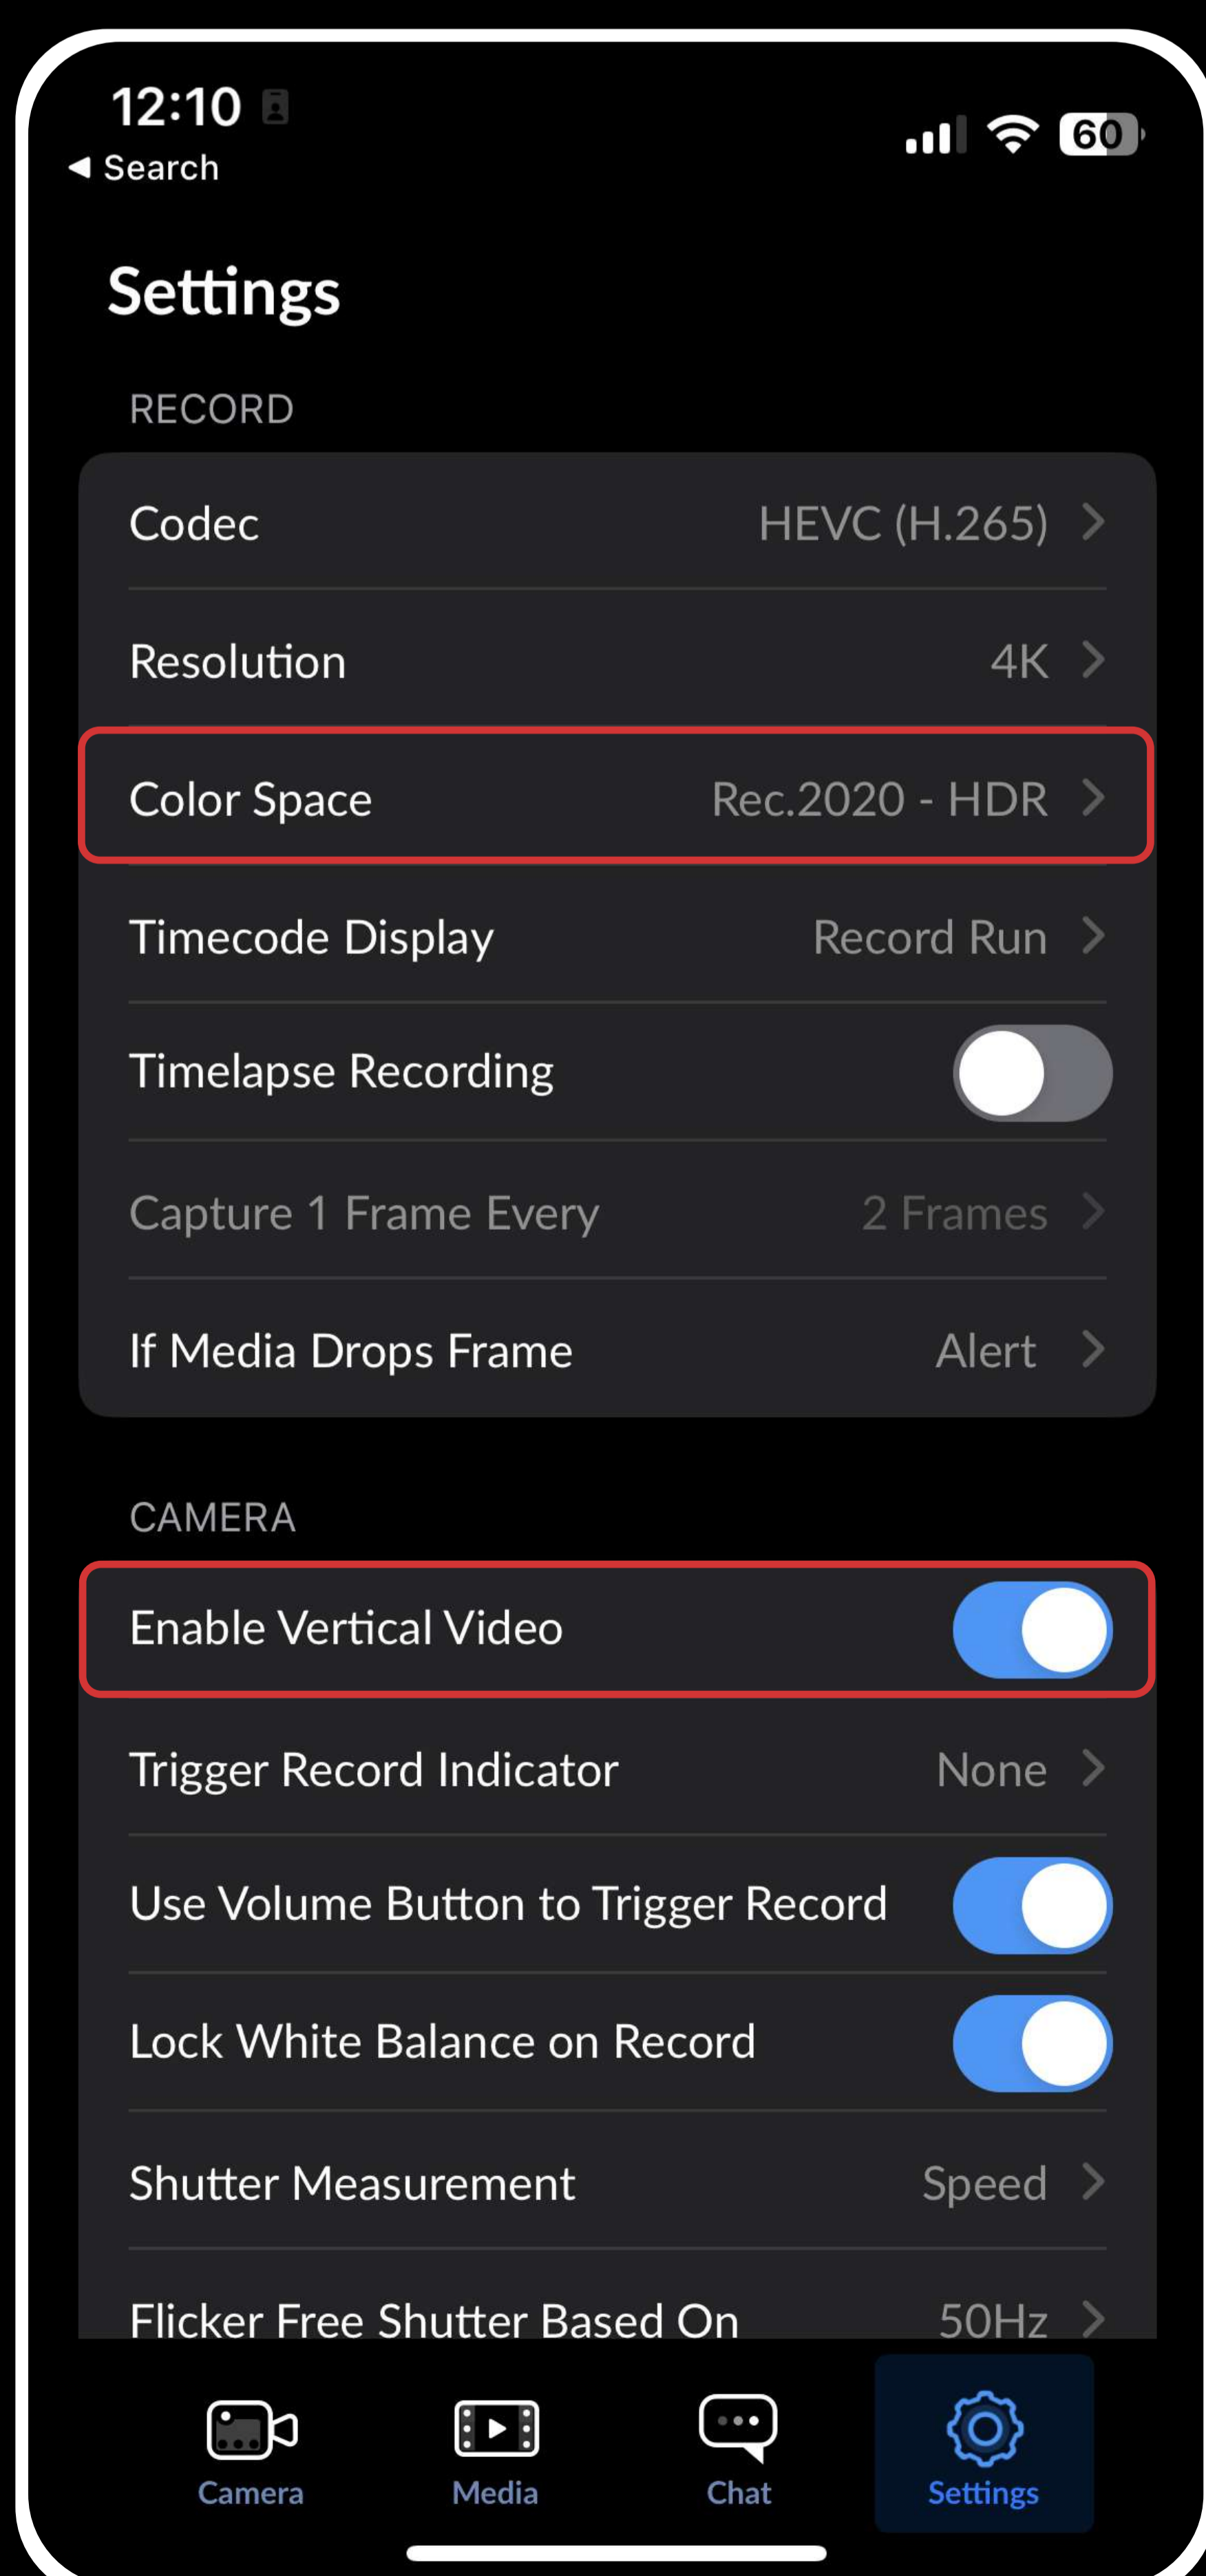 12:10
60
◀ Search
Settings
RECORD
Codec HEVC (H.265)
Resolution 4K
Color Space Rec.2020 - HDR
Timecode Display Record Run
Timelapse Recording
Capture 1 Frame Every 2 Frames
If Media Drops Frame Alert
CAMERA
Enable Vertical Video
Trigger Record Indicator None
Use Volume Button to Trigger Record
Lock White Balance on Record
Shutter Measurement Speed
Flicker Free Shutter Based On 50Hz
Camera Media Chat Settings